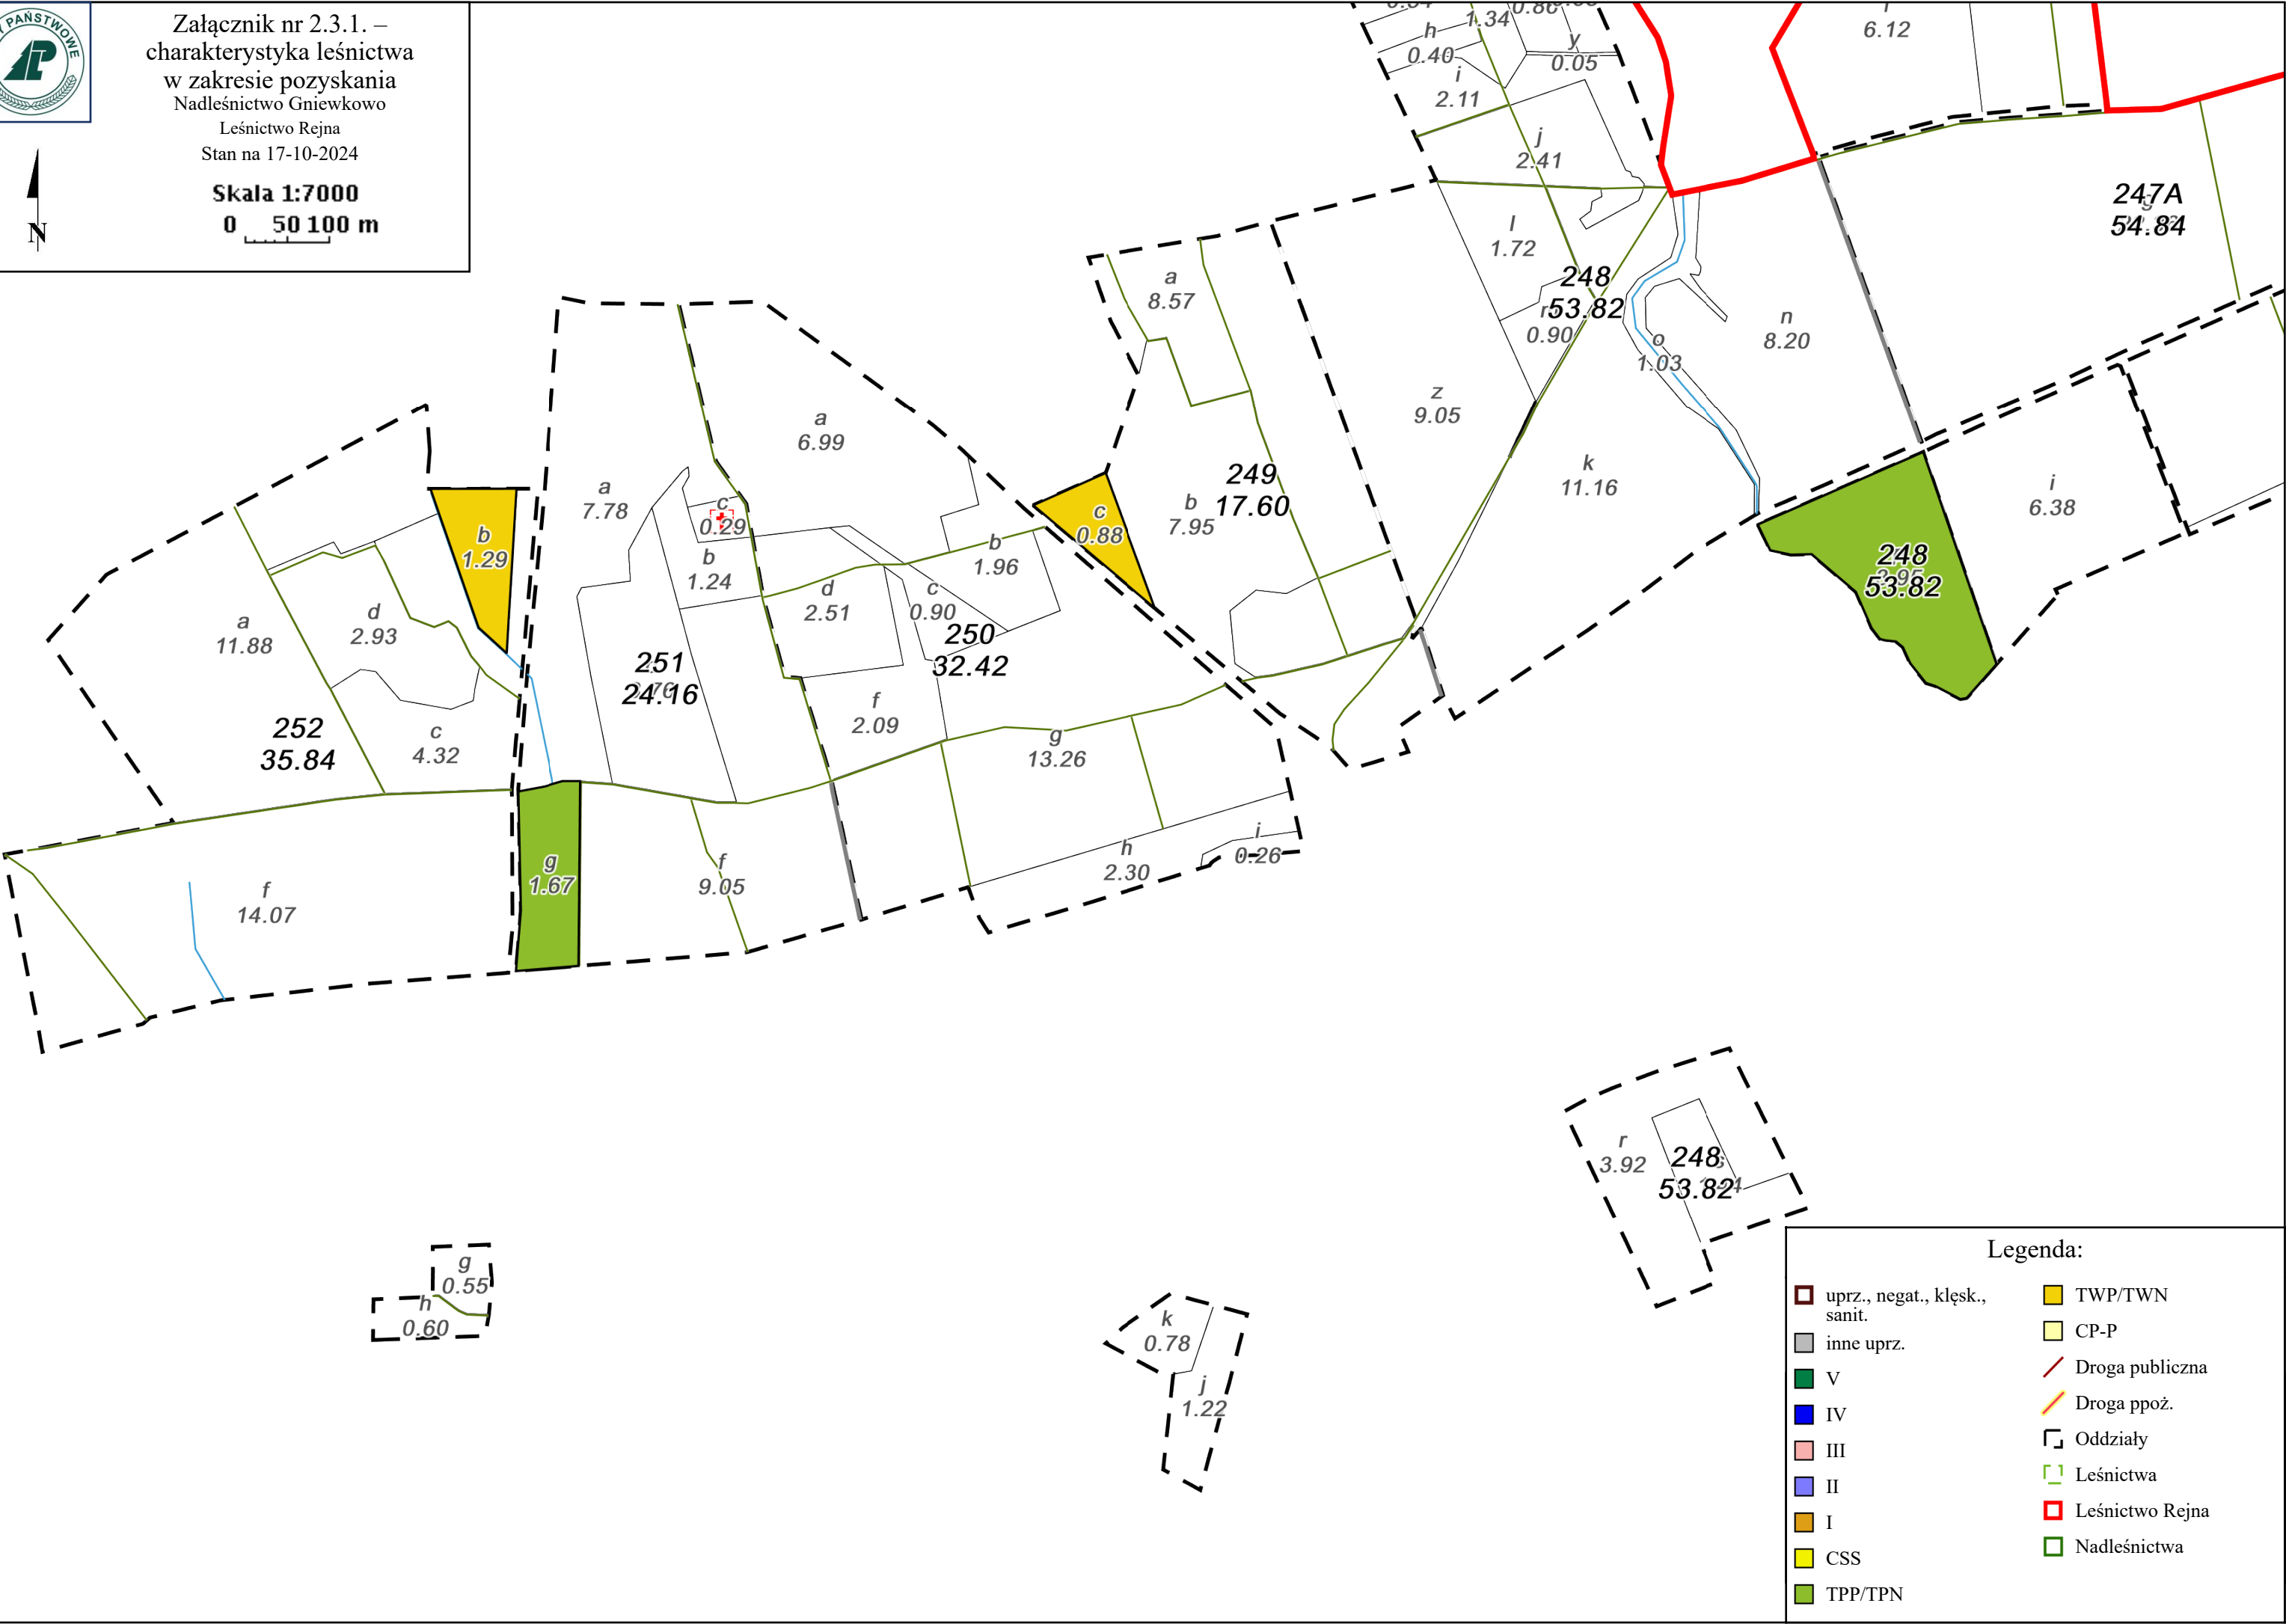 PAŃSTWOWE
Załącznik nr 2.3.1. –
charakterystyka leśnictwa
w zakresie pozyskania
Nadleśnictwo Gniewkowo
Leśnictwo Rejna
Stan na 17-10-2024
Skala 1:7000
0 50 100 m
N
1.34
h
0.40
y
0.05
i
2.11
j
2.41
6.12
247A
54.84
l
1.72
248
53.82
0.90
o
1.03
n
8.20
z
9.05
k
11.16
i
6.38
248
53.82
a
8.57
249
17.60
b
7.95
c
0.88
a
6.99
a
7.78
c
0.29
b
1.24
b
1.96
c
0.90
d
2.51
250
32.42
251
24.16
f
2.09
g
13.26
h
2.30
i
0.26
b
1.29
a
11.88
d
2.93
c
4.32
252
35.84
f
14.07
g
1.67
f
9.05
r
3.92
248
53.82
g
0.55
h
0.60
k
0.78
j
1.22
Legenda:
uprz., negat., klęsk.,
sanit.
inne uprz.
V
IV
III
II
I
CSS
TPP/TPN
TWP/TWN
CP-P
Droga publiczna
Droga ppoż.
Oddziały
Leśnictwa
Leśnictwo Rejna
Nadleśnictwa